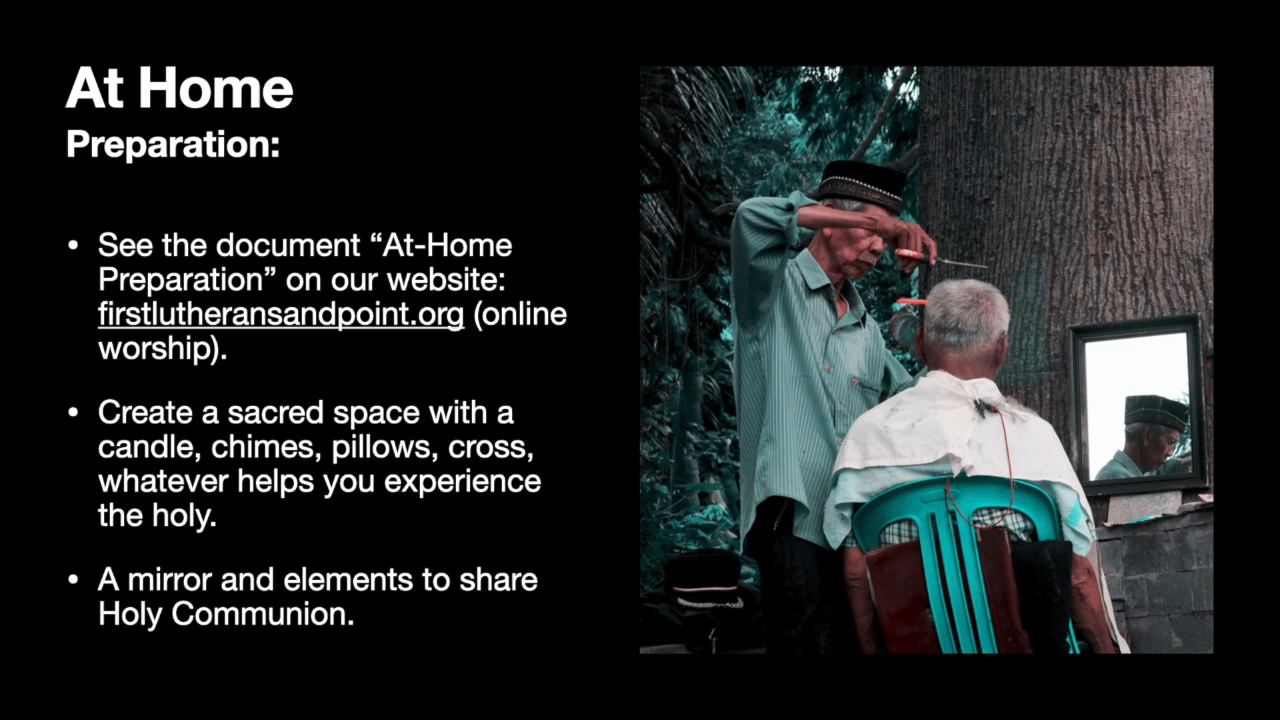 At Home
Preparation:
• See the document “At-Home
Preparation” on our website:
firstlutheransandpoint.org (online
worship).
• Create a sacred space with a
candle, chimes, pillows, cross,
whatever helps you experience
the holy.
• A mirror and elements to share
Holy Communion.